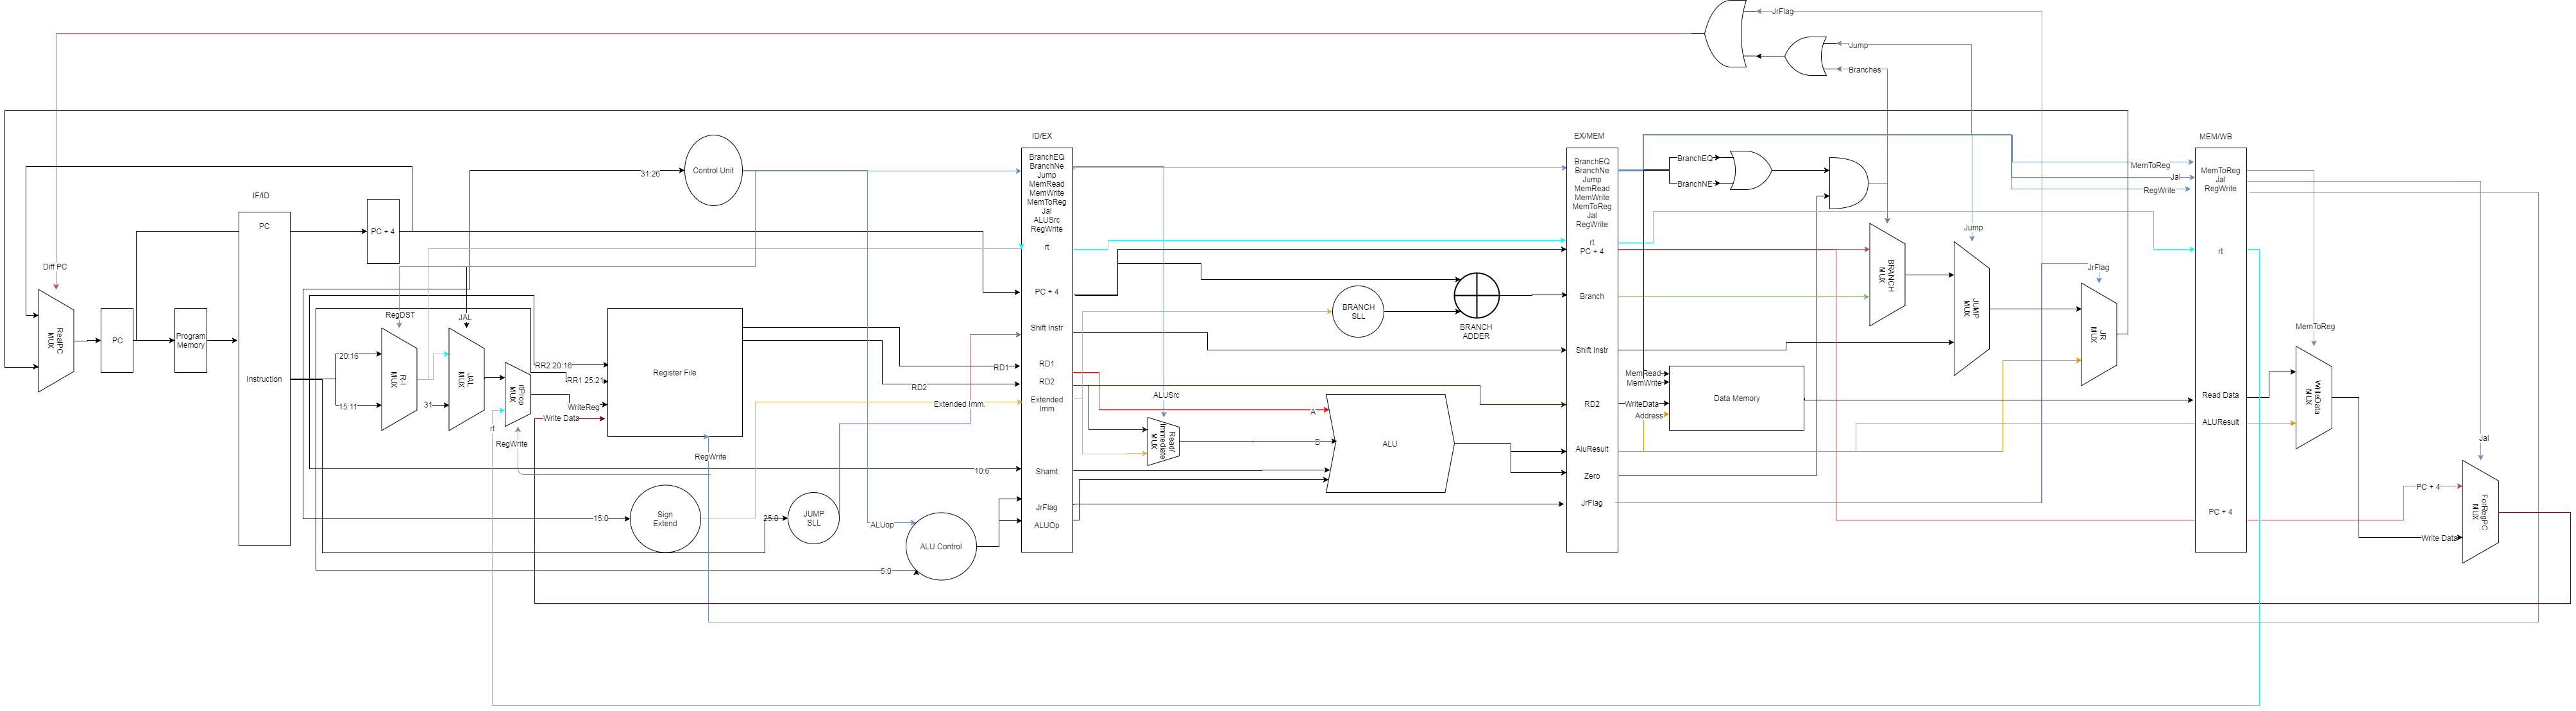 JrFlag
Jump
Branches
ID/EX
EX/MEM
MEM/WB
IF/ID
31:26
Control Unit
BranchEQ
BranchNe
Jump
MemRead
MemWrite
MemToReg
Jal
ALUSrc
RegWrite
rt
PC + 4
Shift Instr
RD1
RD2
Extended
Imm
Shamt
JrFlag
ALUOp
BranchEQ
BranchNe
Jump
MemRead
MemWrite
MemToReg
Jal
RegWrite
rt
PC + 4
Branch
Shift Instr
RD2
AluResult
Zero
JrFlag
BranchEQ
BranchNE
MemToReg
Jal
RegWrite
MemToReg
Jal
RegWrite
rt
Read Data
ALUResult
PC + 4
Diff PC
RealPC
MUX
PC
Program
Memory
PC
Instruction
PC + 4
RegDST
JAL
20:16
15:11
R-I
MUX
31
JAL
MUX
rt
rtProp
MUX
RegWrite
RR2 20:16
RR1 25:21
WriteReg
Write Data
Register File
RegWrite
RD1
RD2
Extended Imm.
10:6
15:0
Sign
Extend
25:0
JUMP
SLL
ALUop
ALU Control
5:0
ALUSrc
Read/
Immediate
MUX
A
B
ALU
BRANCH
SLL
BRANCH
ADDER
MemRead
MemWrite
WriteData
Address
Data Memory
BRANCH
MUX
Jump
JUMP
MUX
JrFlag
JR
MUX
MemToReg
WriteData
MUX
Jal
PC + 4
Write Data
ForRegPC
MUX